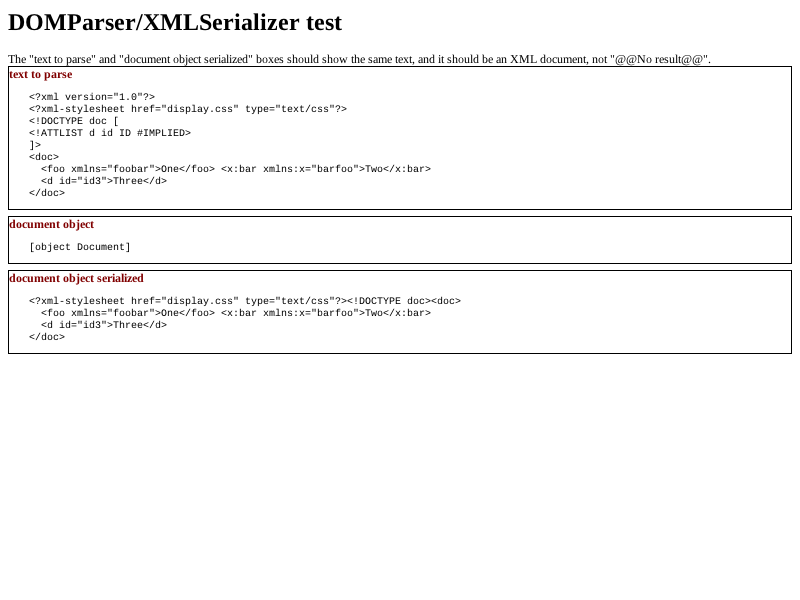 DOMParser/XMLSerializer test
The "text to parse" and "document object serialized" boxes should show the same text, and it should be an XML document, not "@@No result@@".
text to parse
<?xml version="1.0"?>
<?xml-stylesheet href="display.css" type="text/css"?>
<!DOCTYPE doc [
<!ATTLIST d id ID #IMPLIED>
]>
<doc>
  <foo xmlns="foobar">One</foo> <x:bar xmlns:x="barfoo">Two</x:bar>
  <d id="id3">Three</d>
</doc>
document object
[object Document]
document object serialized
<?xml-stylesheet href="display.css" type="text/css"?><!DOCTYPE doc><doc>
  <foo xmlns="foobar">One</foo> <x:bar xmlns:x="barfoo">Two</x:bar>
  <d id="id3">Three</d>
</doc>